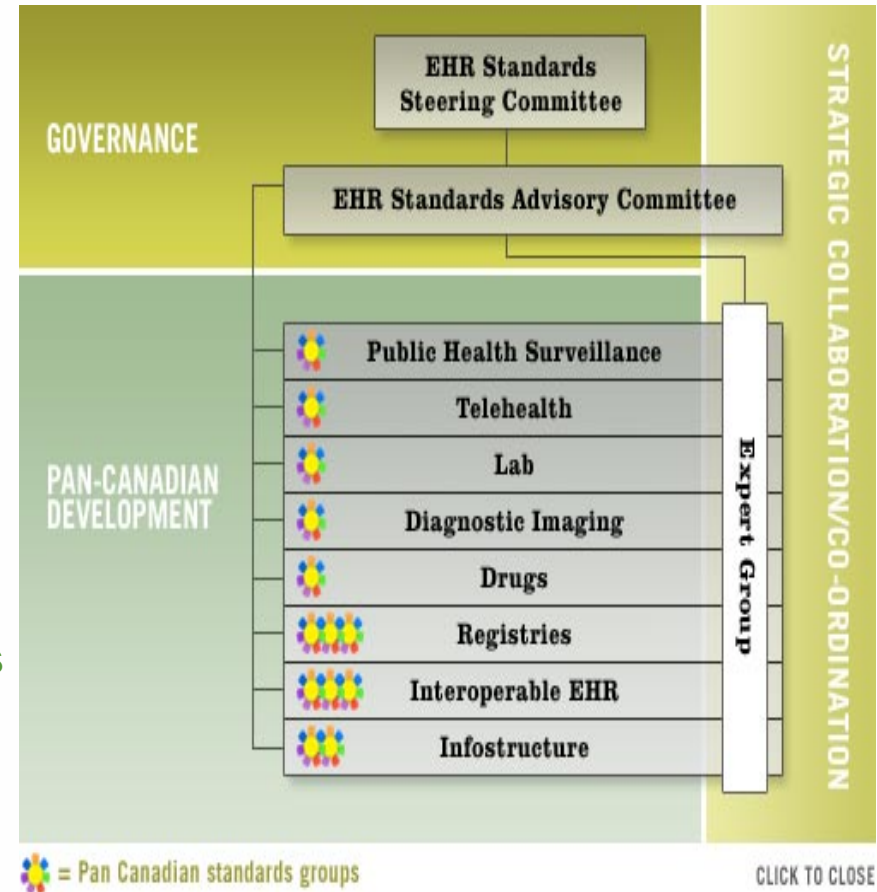 EHR Standards
Steering Committee
GOVERNANCE
EHR Standards Advisory Committee
STRATEGIC COLLABORATION/CO-ORDINATION
PAN-CANADIAN
DEVELOPMENT
Public Health Surveillance
Telehealth
Lab
Diagnostic Imaging
Drugs
Registries
Interoperable EHR
Infostructure
Expert Group
s
= Pan Canadian standards groups
CLICK TO CLOSE